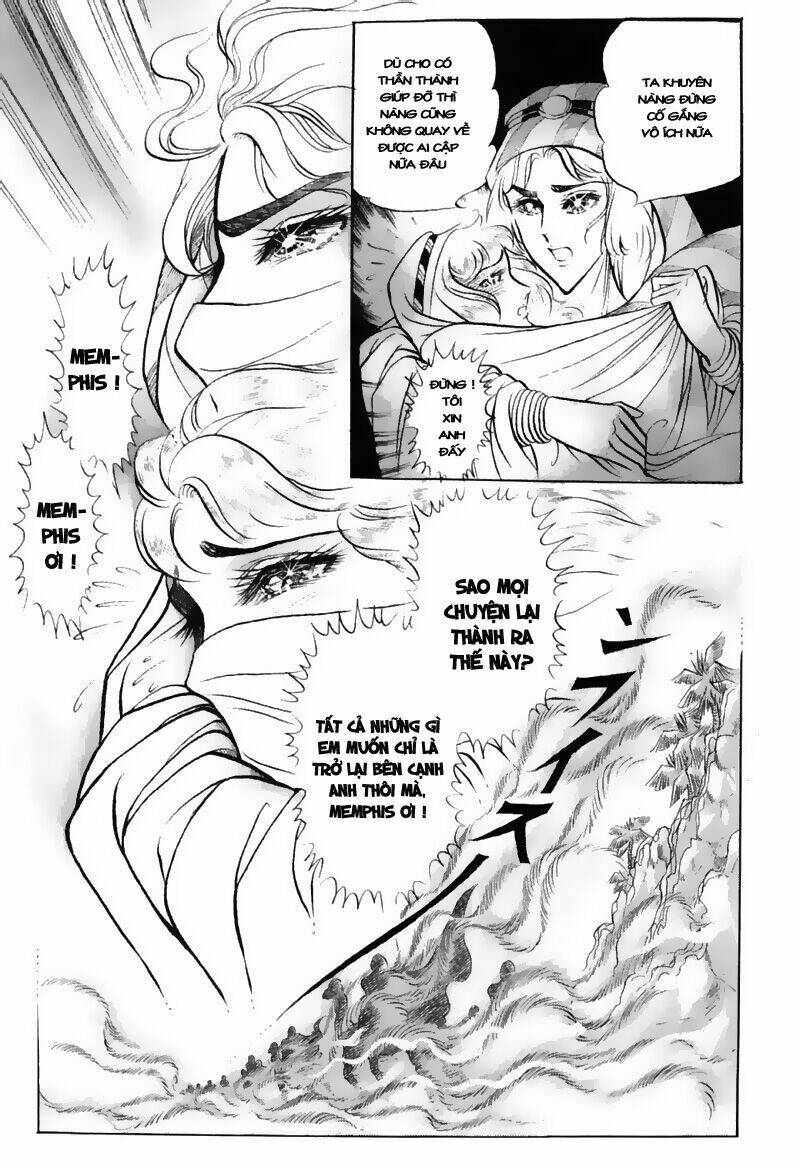 TA KHUYÊN
NÀNG ĐỪNG
CỐ GẮNG
VÔ ÍCH NỮA
DÙ CHO CÓ
THẦN THÁNH
GIÚP ĐỠ THÌ
NÀNG CŨNG
KHÔNG QUAY VỀ
ĐƯỢC AI CẬP
NỮA ĐÂU
ĐỪNG !
TÔI
XIN
ANH
ĐẤY
MEM-
PHIS !
MEM-
PHIS
ƠI !
SAO MỌI
CHUYỆN LẠI
THÀNH RA
THẾ NÀY?
TẤT CẢ NHỮNG GÌ
EM MUỐN CHỈ LÀ
TRỞ LẠI BÊN CẠNH
ANH THÔI MÀ,
MEMPHIS ƠI !